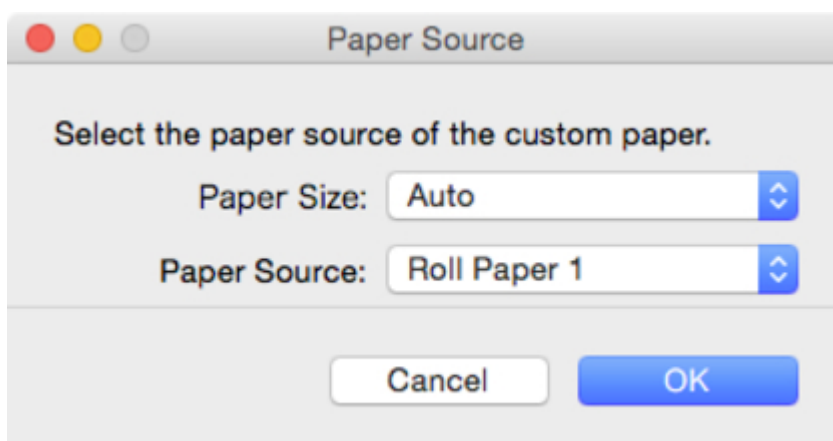 Paper Source
Select the paper source of the custom paper.
Paper Size: Auto
Paper Source: Roll Paper 1
Cancel OK